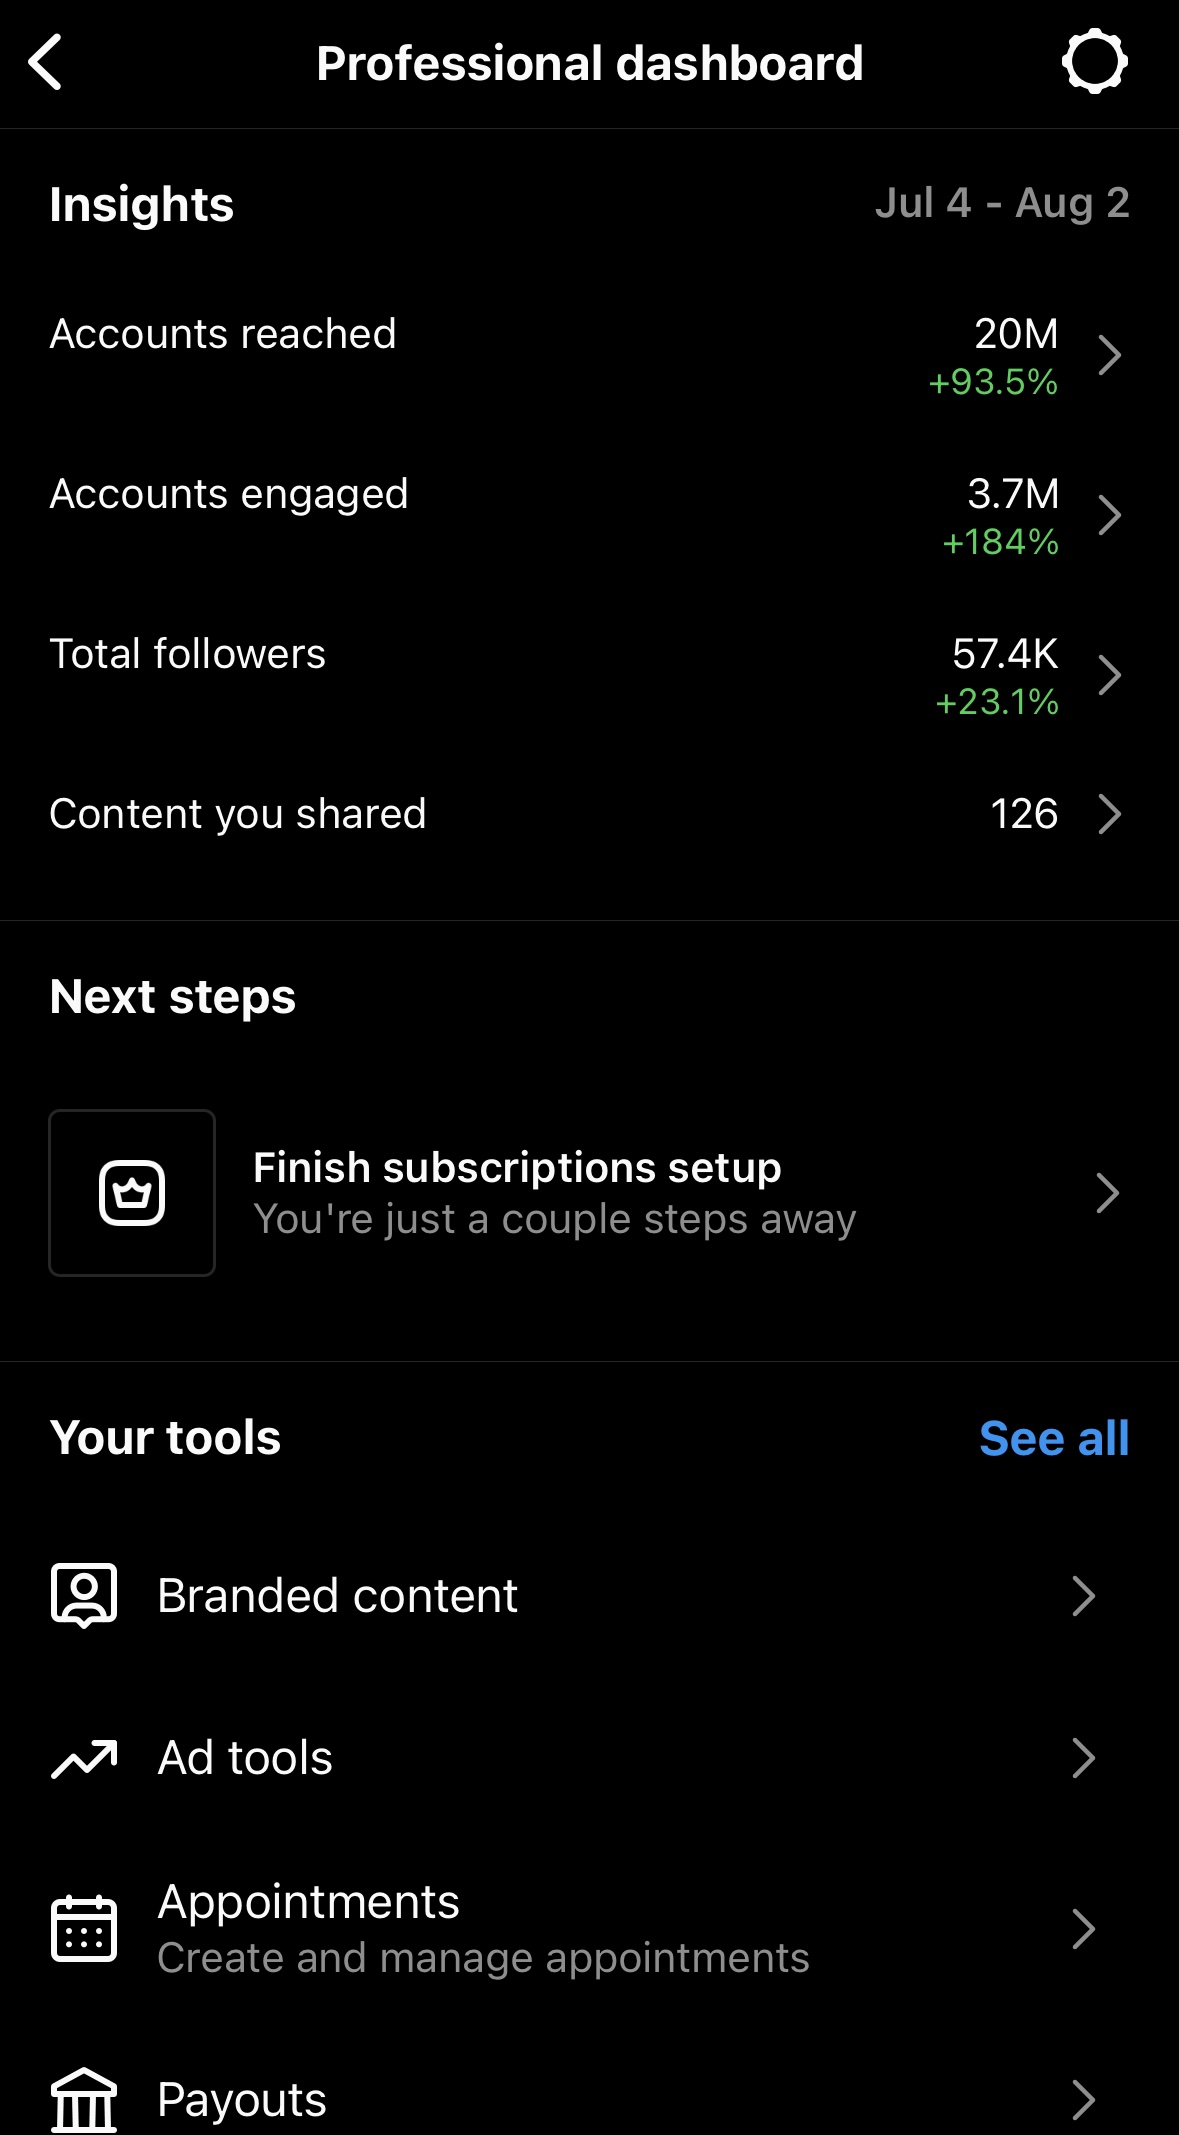 Professional dashboard
Insights
Jul 4 - Aug 2
Accounts reached
20M
+93.5%
Accounts engaged
3.7M
+184%
Total followers
57.4K
+23.1%
Content you shared
126
Next steps
Finish subscriptions setup
You're just a couple steps away
Your tools
See all
Branded content
Ad tools
Appointments
Create and manage appointments
Payouts